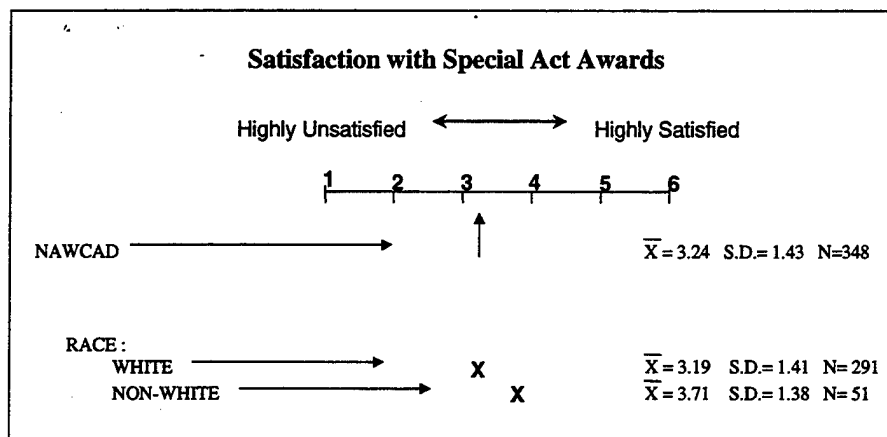 Satisfaction with Special Act Awards
Highly Unsatisfied Highly Satisfied
1 2 3 4 5 6
NAWCAD X̅ = 3.24 S.D.= 1.43 N=348
RACE :
WHITE X X̅ = 3.19 S.D.= 1.41 N= 291
NON-WHITE X X̅ = 3.71 S.D.= 1.38 N= 51